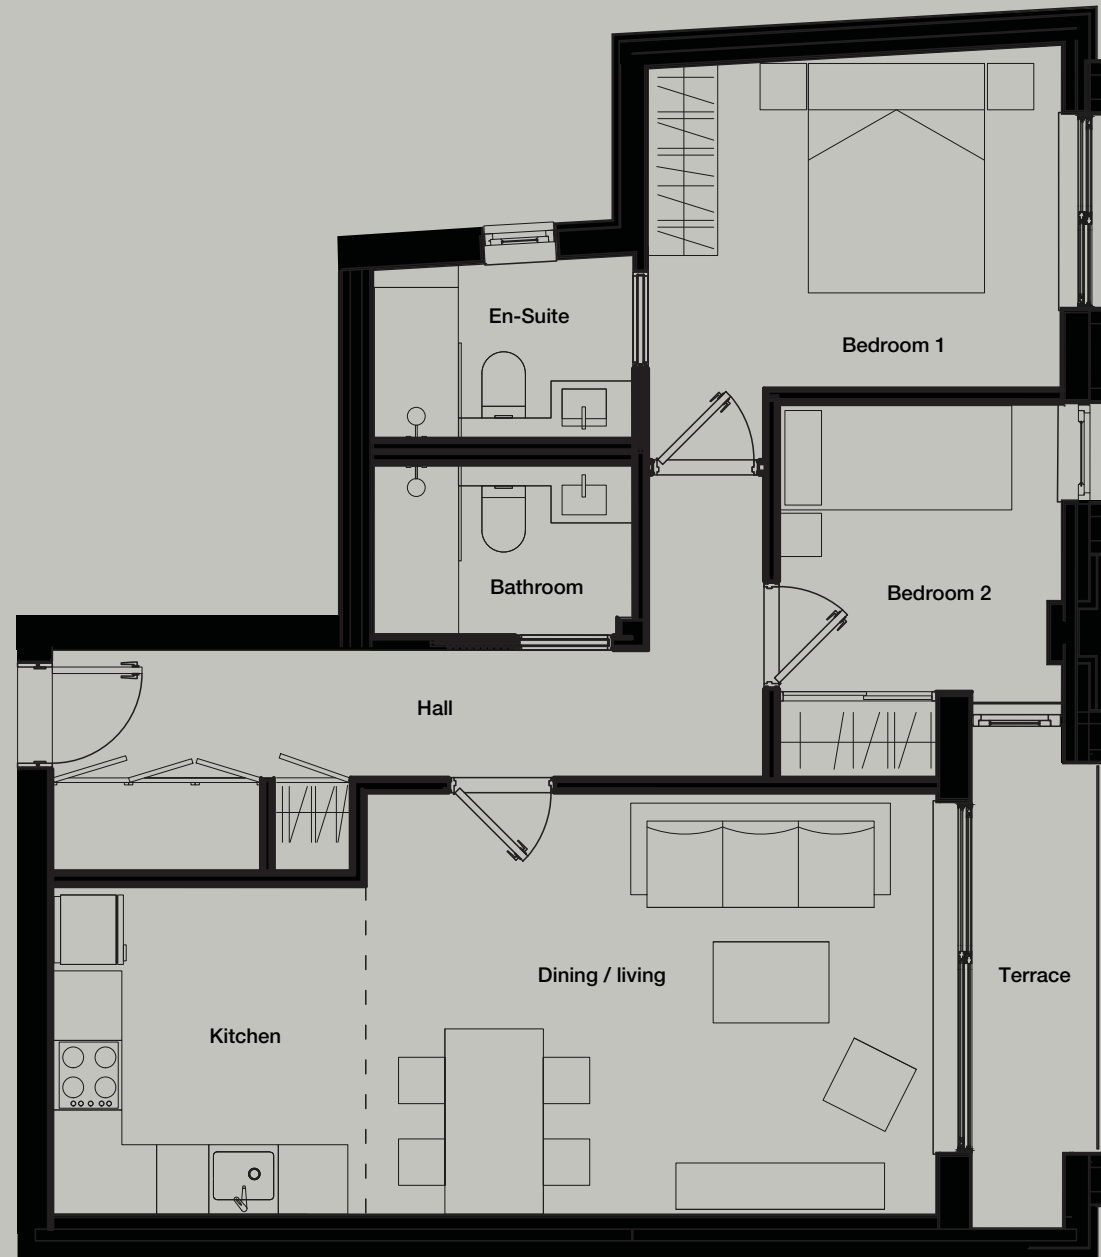 En-Suite
Bedroom 1
Bathroom
Bedroom 2
Hall
Dining / living
Terrace
Kitchen